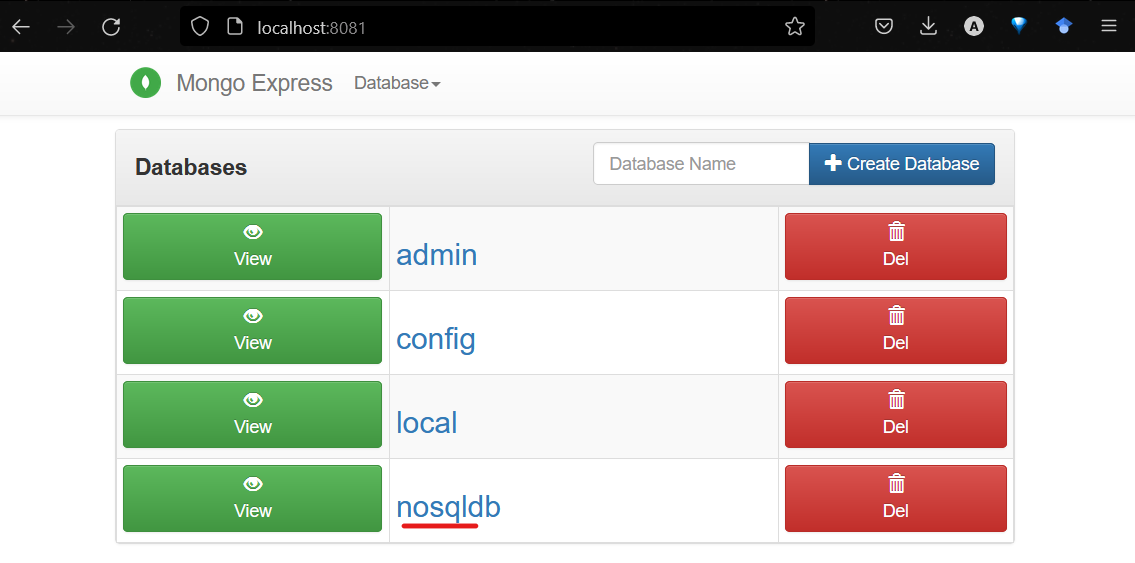 localhost:8081
A
Mongo Express Database
Databases
Database Name Create Database
View
admin
Del
View
config
Del
View
local
Del
View
nosqldb
Del